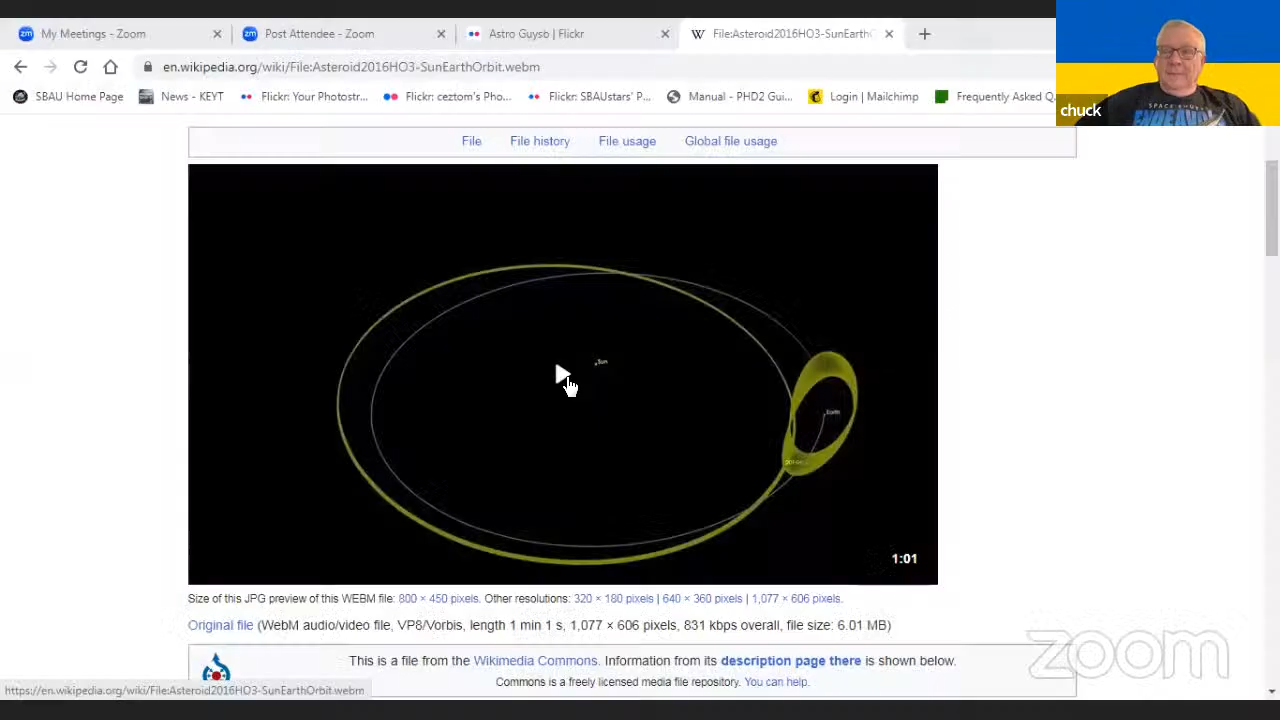 My Meetings - Zoom
Post Attendee - Zoom
Astro Guysb | Flickr
File:Asteroid2016HO3-SunEarthO
en.wikipedia.org/wiki/File:Asteroid2016HO3-SunEarthOrbit.webm
SBAU Home Page
News - KEYT
Flickr: Your Photostr...
Flickr: ceztom's Pho...
Flickr: SBAUstars' P...
Manual - PHD2 Gui...
Login | Mailchimp
Frequently Asked Q
chuck
SPACE SHUTTLE
ENDEAVOUR
File File history File usage Global file usage
Sun
Earth
1:01
Size of this JPG preview of this WEBM file: 800 × 450 pixels. Other resolutions: 320 × 180 pixels | 640 × 360 pixels | 1,077 × 606 pixels.
Original file (WebM audio/video file, VP8/Vorbis, length 1 min 1 s, 1,077 × 606 pixels, 831 kbps overall, file size: 6.01 MB)
This is a file from the Wikimedia Commons. Information from its description page there is shown below.
Commons is a freely licensed media file repository. You can help.
https://en.wikipedia.org/wiki/File:Asteroid2016HO3-SunEarthOrbit.webm
zoom